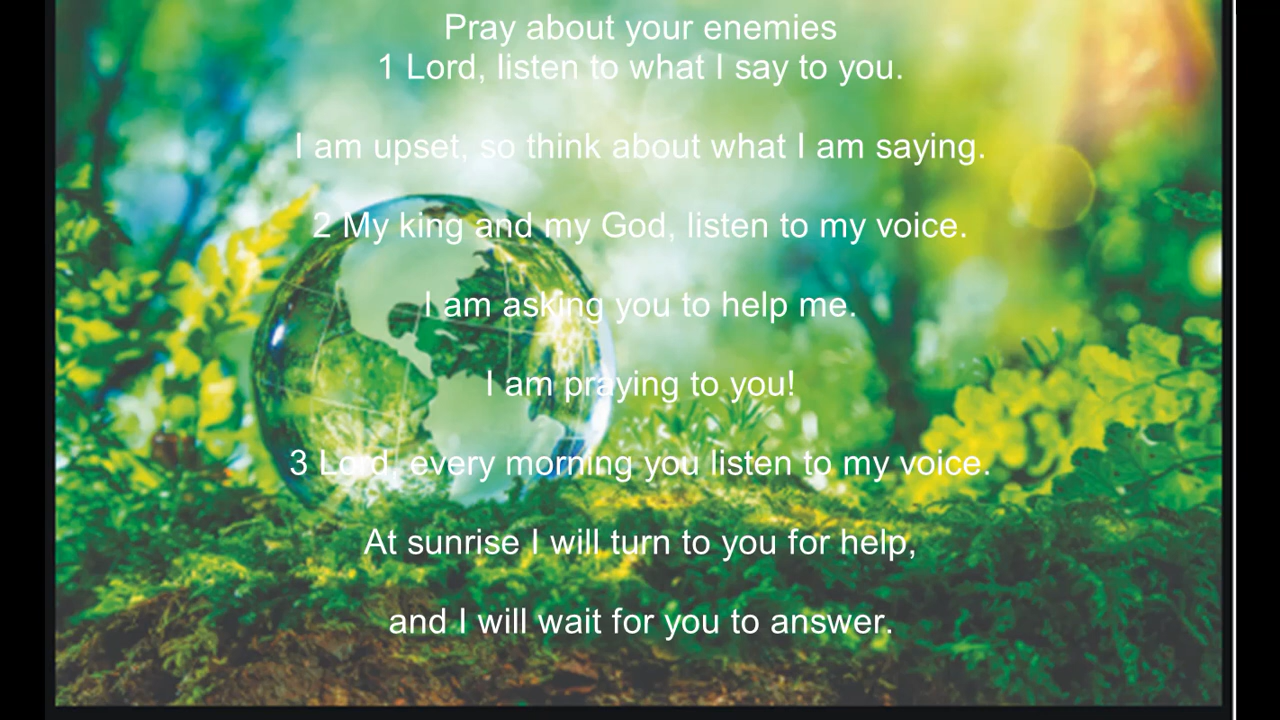 Pray about your enemies
1 Lord, listen to what I say to you.
I am upset, so think about what I am saying.
2 My king and my God, listen to my voice.
I am asking you to help me.
I am praying to you!
3 Lord, every morning you listen to my voice.
At sunrise I will turn to you for help,
and I will wait for you to answer.